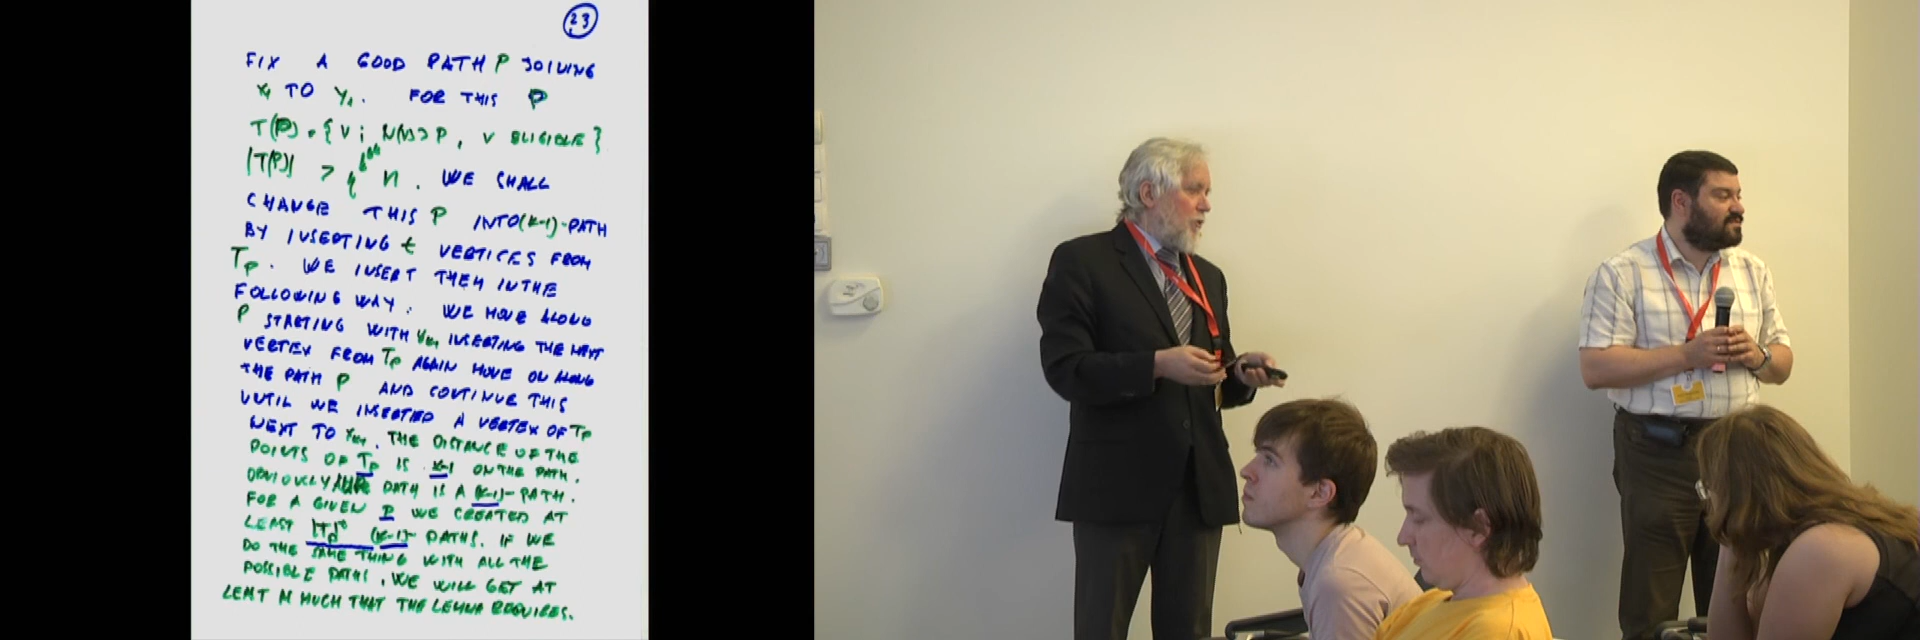 23
FIX A GOOD PATH P JOINING
x₁ TO y₁. FOR THIS P
T(P) = { V ; N(V) ⊃ P, V ELIGIBLE }
|T(P)| > n. WE SHALL
CHANGE THIS P INTO (k-1)-PATH
BY INSERTING t VERTICES FROM
Tp. WE INSERT THEM IN THE
FOLLOWING WAY: WE MOVE ALONG
P STARTING WITH INSERTING THE NEXT
VERTEX FROM Tp AGAIN MOVE ON ALONG
THE PATH P AND CONTINUE THIS
UNTIL WE INSERTED A VERTEX OF Tp
NEXT TO. THE DISTANCE OF THE
POINTS OF Tp IS k-1 ON THE PATH.
OBVIOUSLY PATH IS A (k-1)-PATH.
FOR A GIVEN P WE CREATED AT
LEAST |Tp|ᵗ (k-1)- PATHS. IF WE
DO THE SAME THING WITH ALL THE
POSSIBLE PATHS, WE WILL GET AT
LEAST M MUCH THAT THE LEMMA REQUIRES.